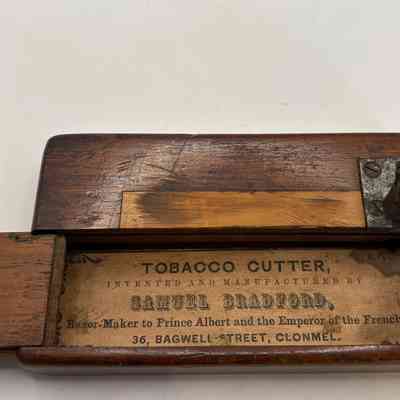 TOBACCO CUTTER,
INVENTED AND MANUFACTURED BY
SAMUEL BRADFORD,
Razor-Maker to Prince Albert and the Emperor of the French
36, BAGWELL STREET, CLONMEL.